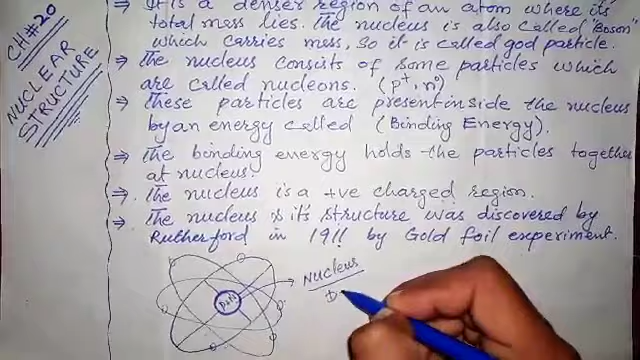 CH#20
NUCLEAR
STRUCTURE
⇒ It is a denser region of an atom where its
total mass lies. The nucleus is also called "Boson"
which carries mass, so it is called god particle.
⇒ The nucleus consists of some particles which
are called nucleons. (p⁺, n⁰)
⇒ These particles are present inside the nucleus
by an energy called (Binding Energy).
⇒ The binding energy holds the particles together
at nucleus.
⇒ The nucleus is a +ve charged region.
⇒ The nucleus & it's structure was discovered by
Rutherford in 1911 by Gold foil experiment.
Nucleus